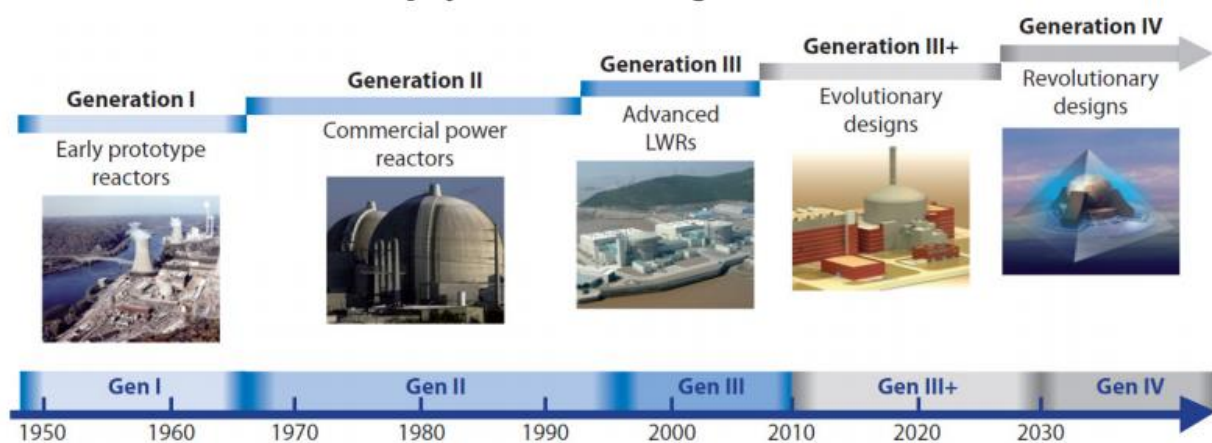 Generation I
Early prototype
reactors
Generation II
Commercial power
reactors
Generation III
Advanced
LWRs
Generation III+
Evolutionary
designs
Generation IV
Revolutionary
designs
Gen I
Gen II
Gen III
Gen III+
Gen IV
1950
1960
1970
1980
1990
2000
2010
2020
2030